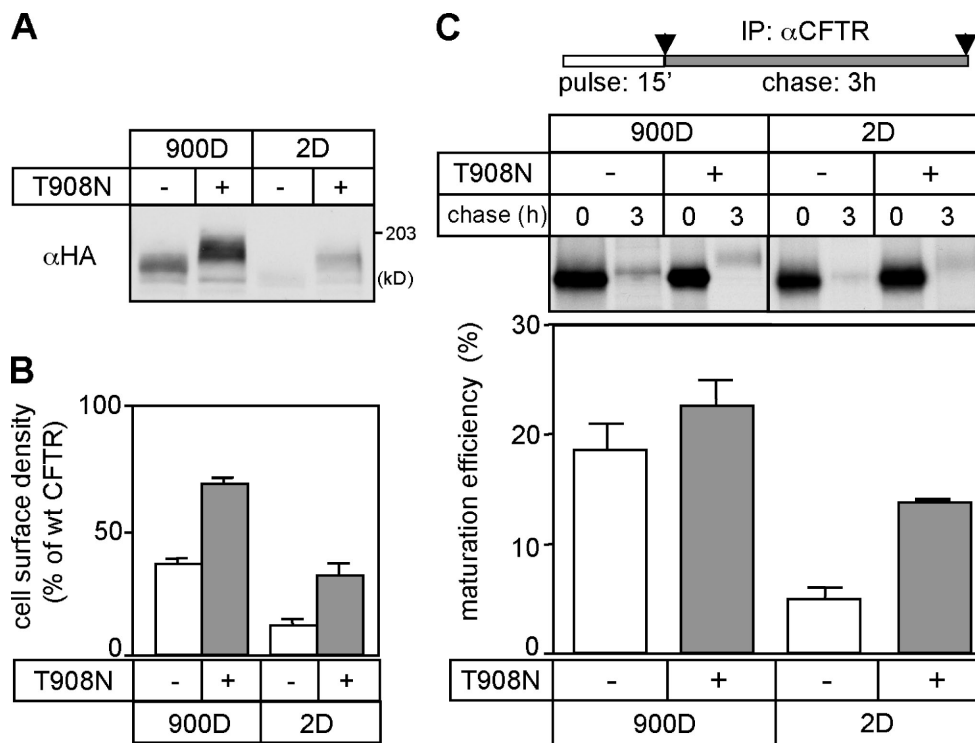 A
900D 2D
T908N - + - +
αHA
203
(kD)
B
cell surface density
(% of wt CFTR)
100
50
0
T908N - + - +
900D 2D
C
IP: αCFTR
pulse: 15' chase: 3h
900D 2D
T908N - + - +
chase (h) 0 3 0 3 0 3 0 3
maturation efficiency (%)
30
20
10
0
T908N - + - +
900D 2D